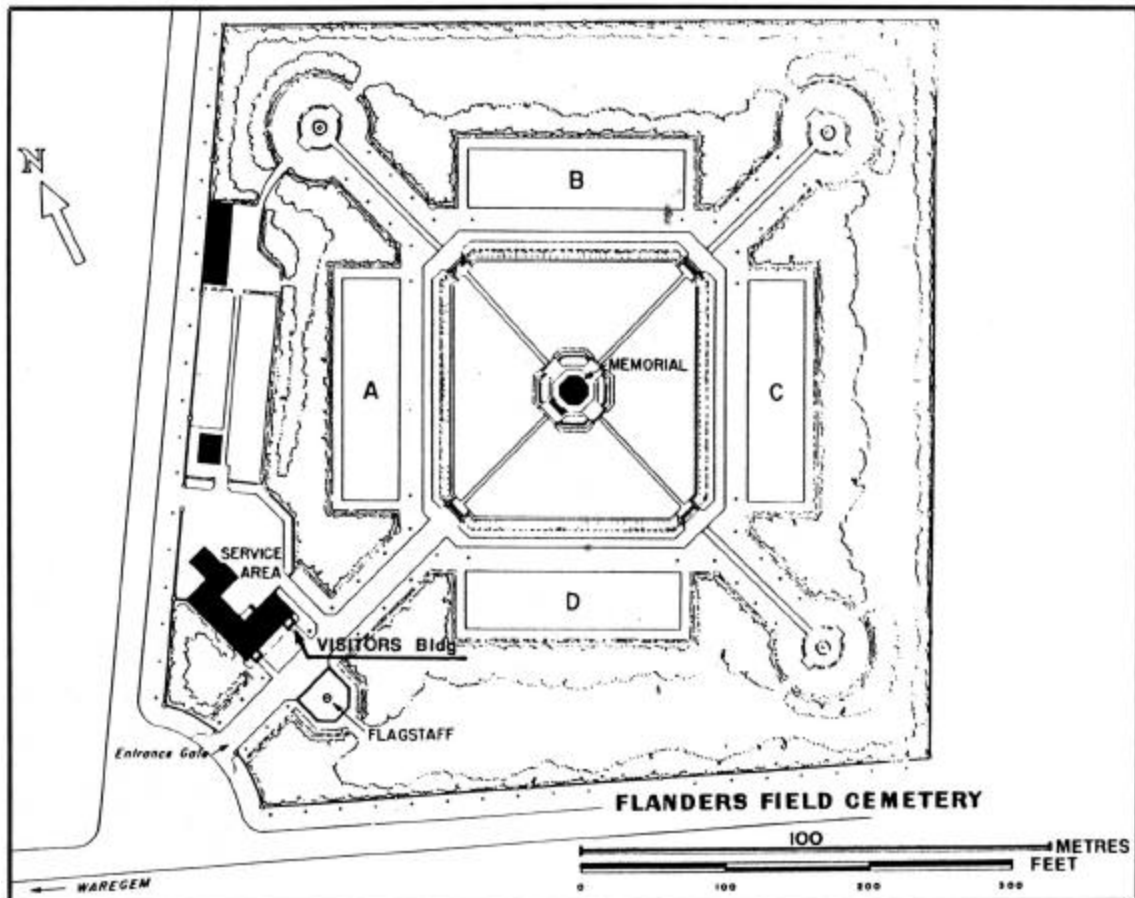 N
B
MEMORIAL
A
C
SERVICE
AREA
D
VISITORS Bldg
FLAGSTAFF
Entrance Gate
FLANDERS FIELD CEMETERY
100
METRES
FEET
0 100 200 300
WAREGEM